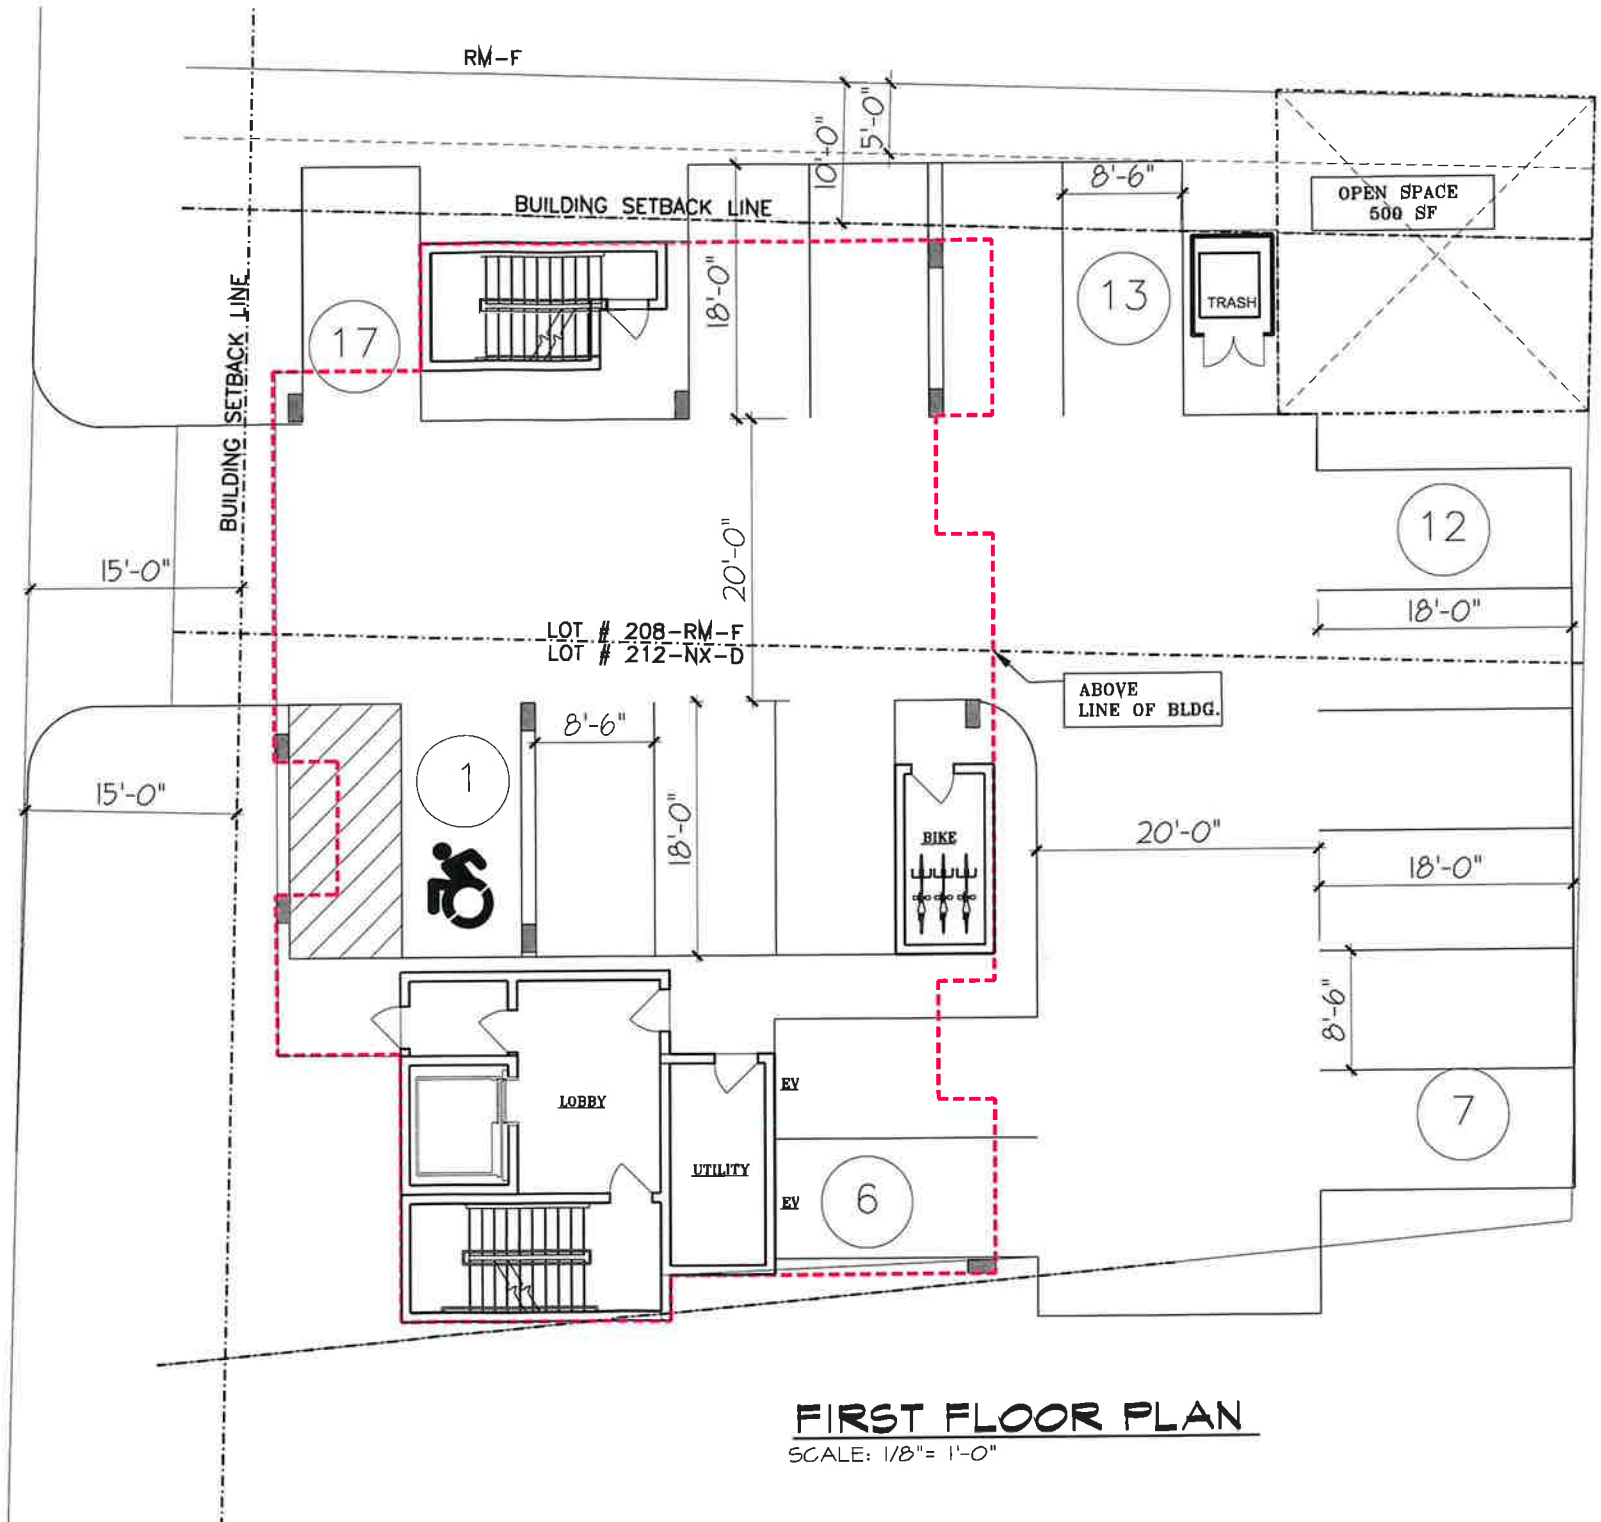 RM-F
10'-0"
5'-0"
BUILDING SETBACK LINE
8'-6"
OPEN SPACE
500 SF
BUILDING SETBACK LINE
18'-0"
13
TRASH
17
12
15'-0"
20'-0"
18'-0"
LOT # 208-RM-F
LOT # 212-NX-D
ABOVE
LINE OF BLDG.
8'-6"
1
15'-0"
18'-0"
BIKE
20'-0"
18'-0"
8'-6"
EV
LOBBY
7
UTILITY
EV
6
FIRST FLOOR PLAN
SCALE: 1/8"= 1'-0"